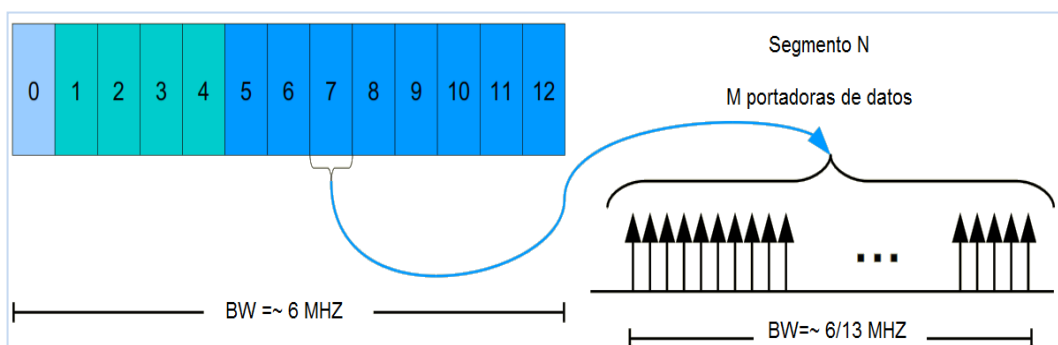 0 1 2 3 4 5 6 7 8 9 10 11 12
Segmento N
M portadoras de datos
...
BW =~ 6 MHZ
BW=~ 6/13 MHZ